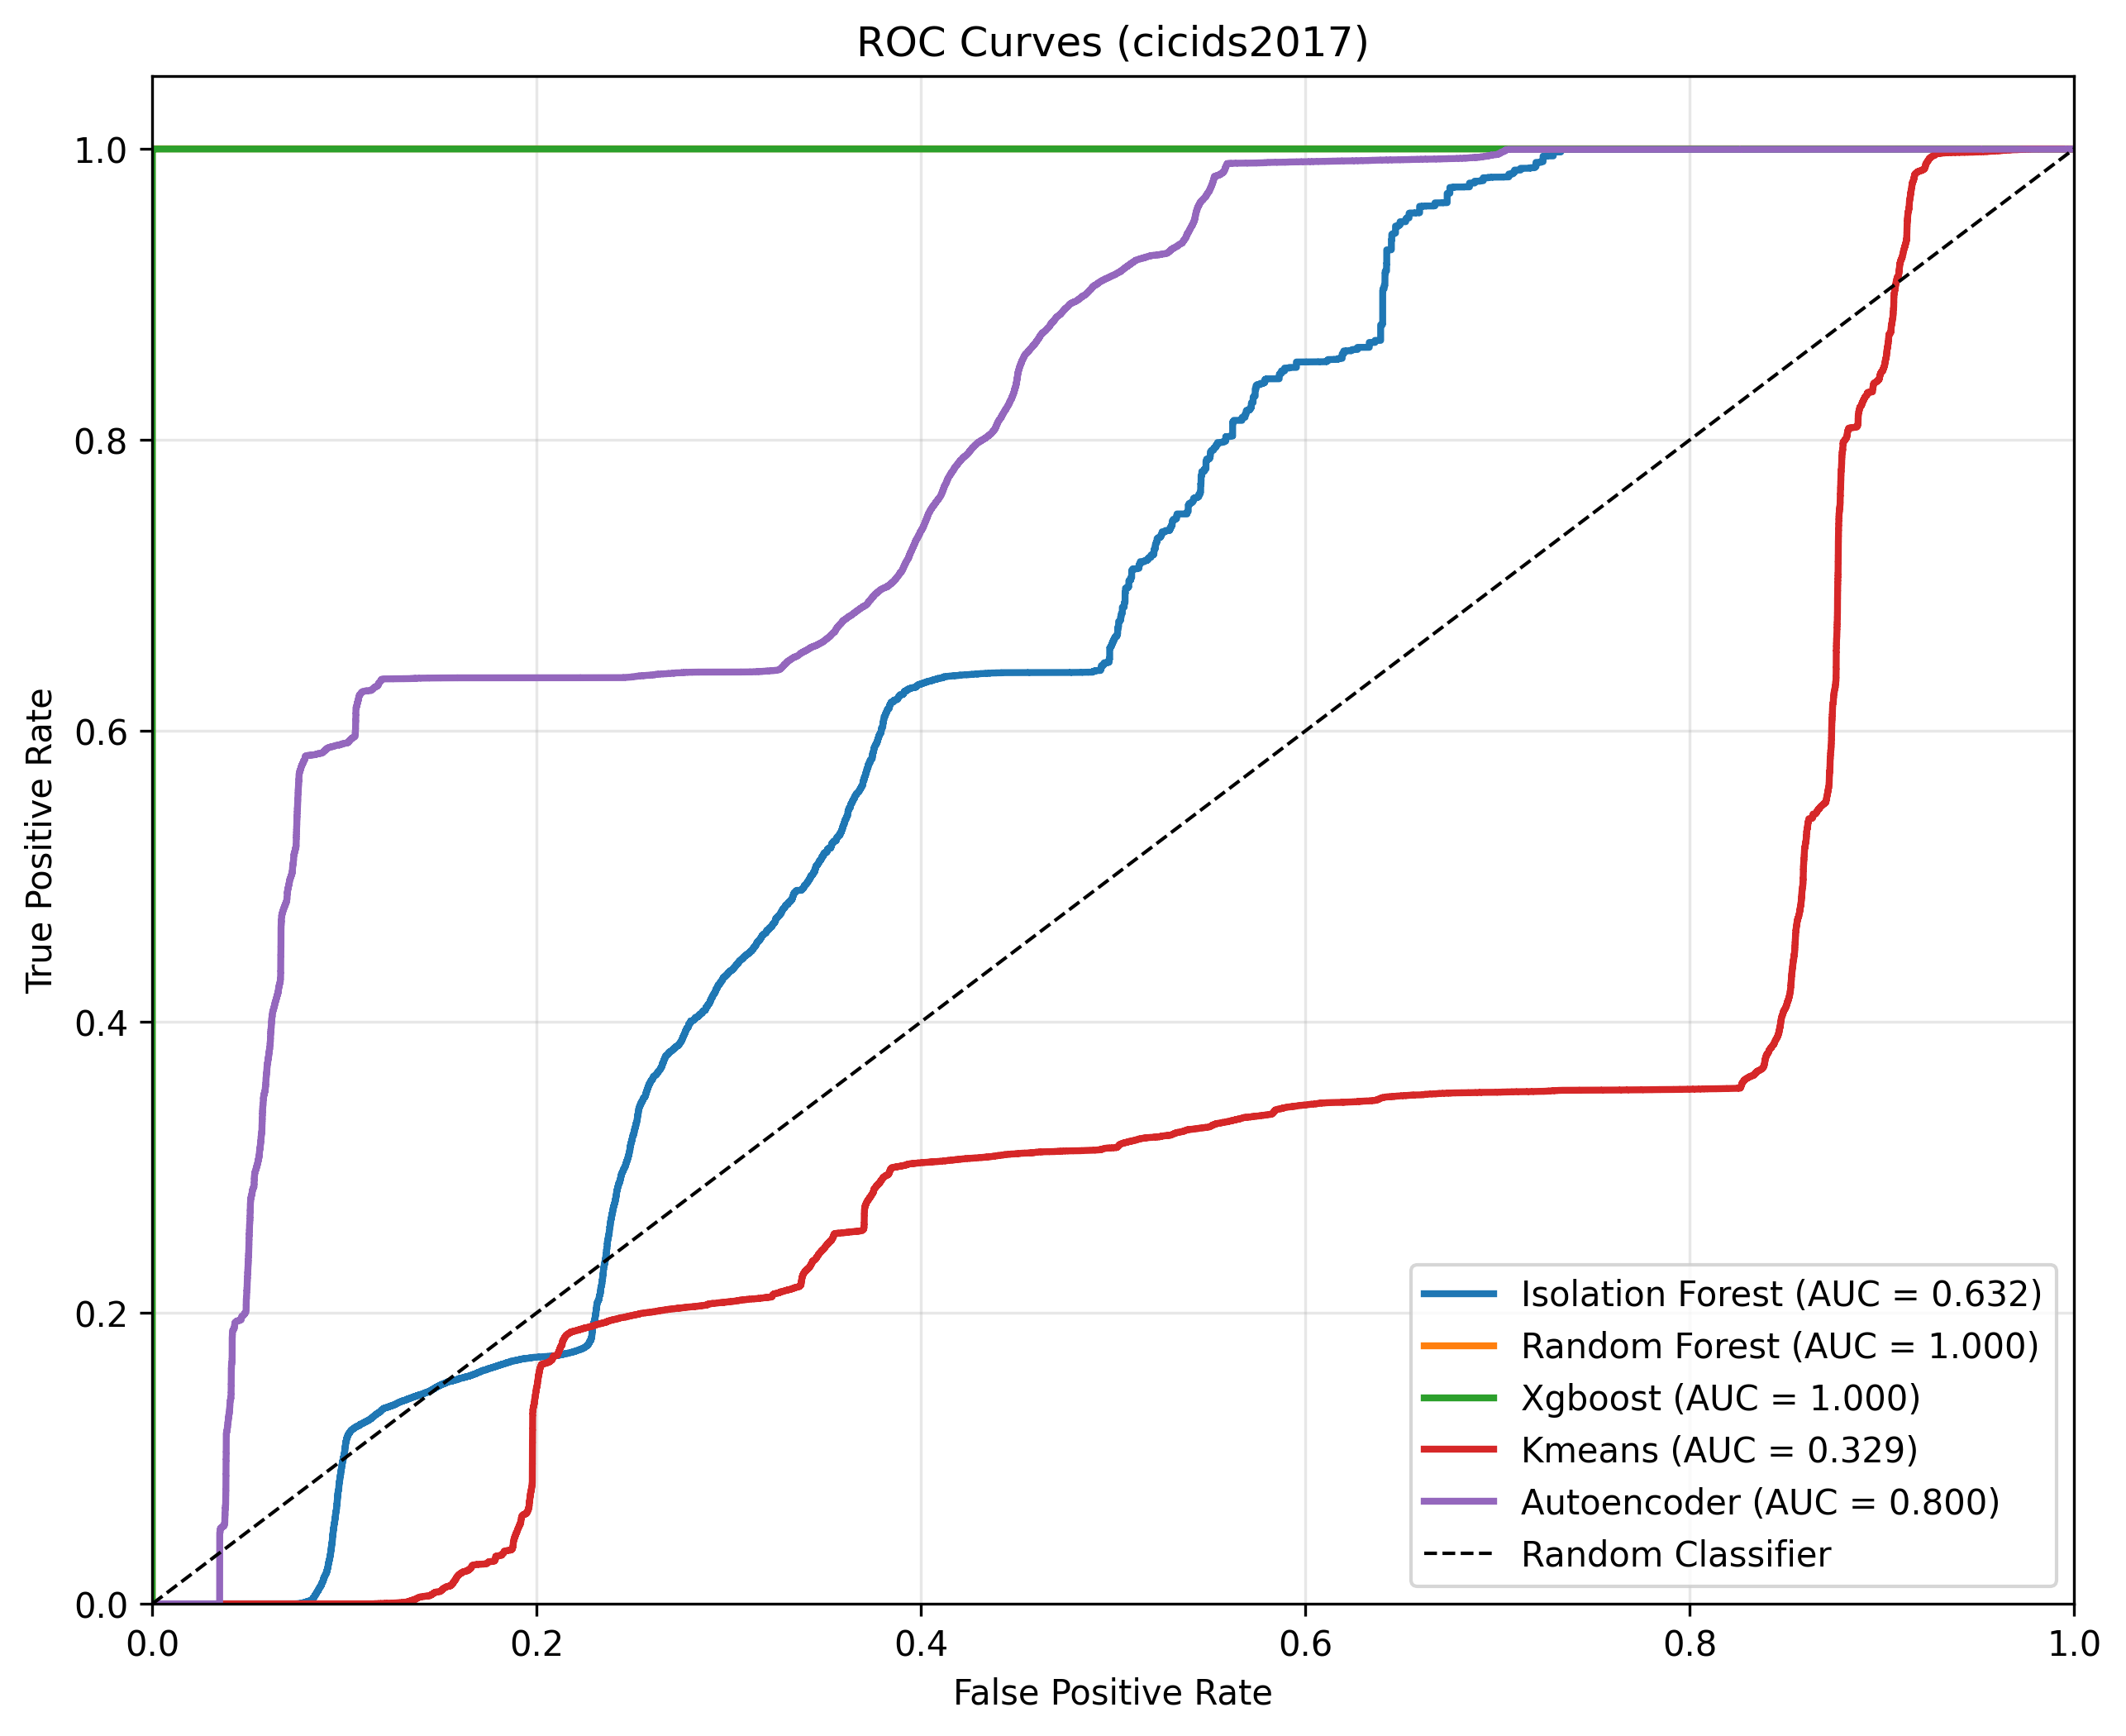 ROC Curves (cicids2017)
True Positive Rate
1.0
0.8
0.6
0.4
0.2
0.0
Isolation Forest (AUC = 0.632)
Random Forest (AUC = 1.000)
Xgboost (AUC = 1.000)
Kmeans (AUC = 0.329)
Autoencoder (AUC = 0.800)
Random Classifier
0.0 0.2 0.4 0.6 0.8 1.0
False Positive Rate